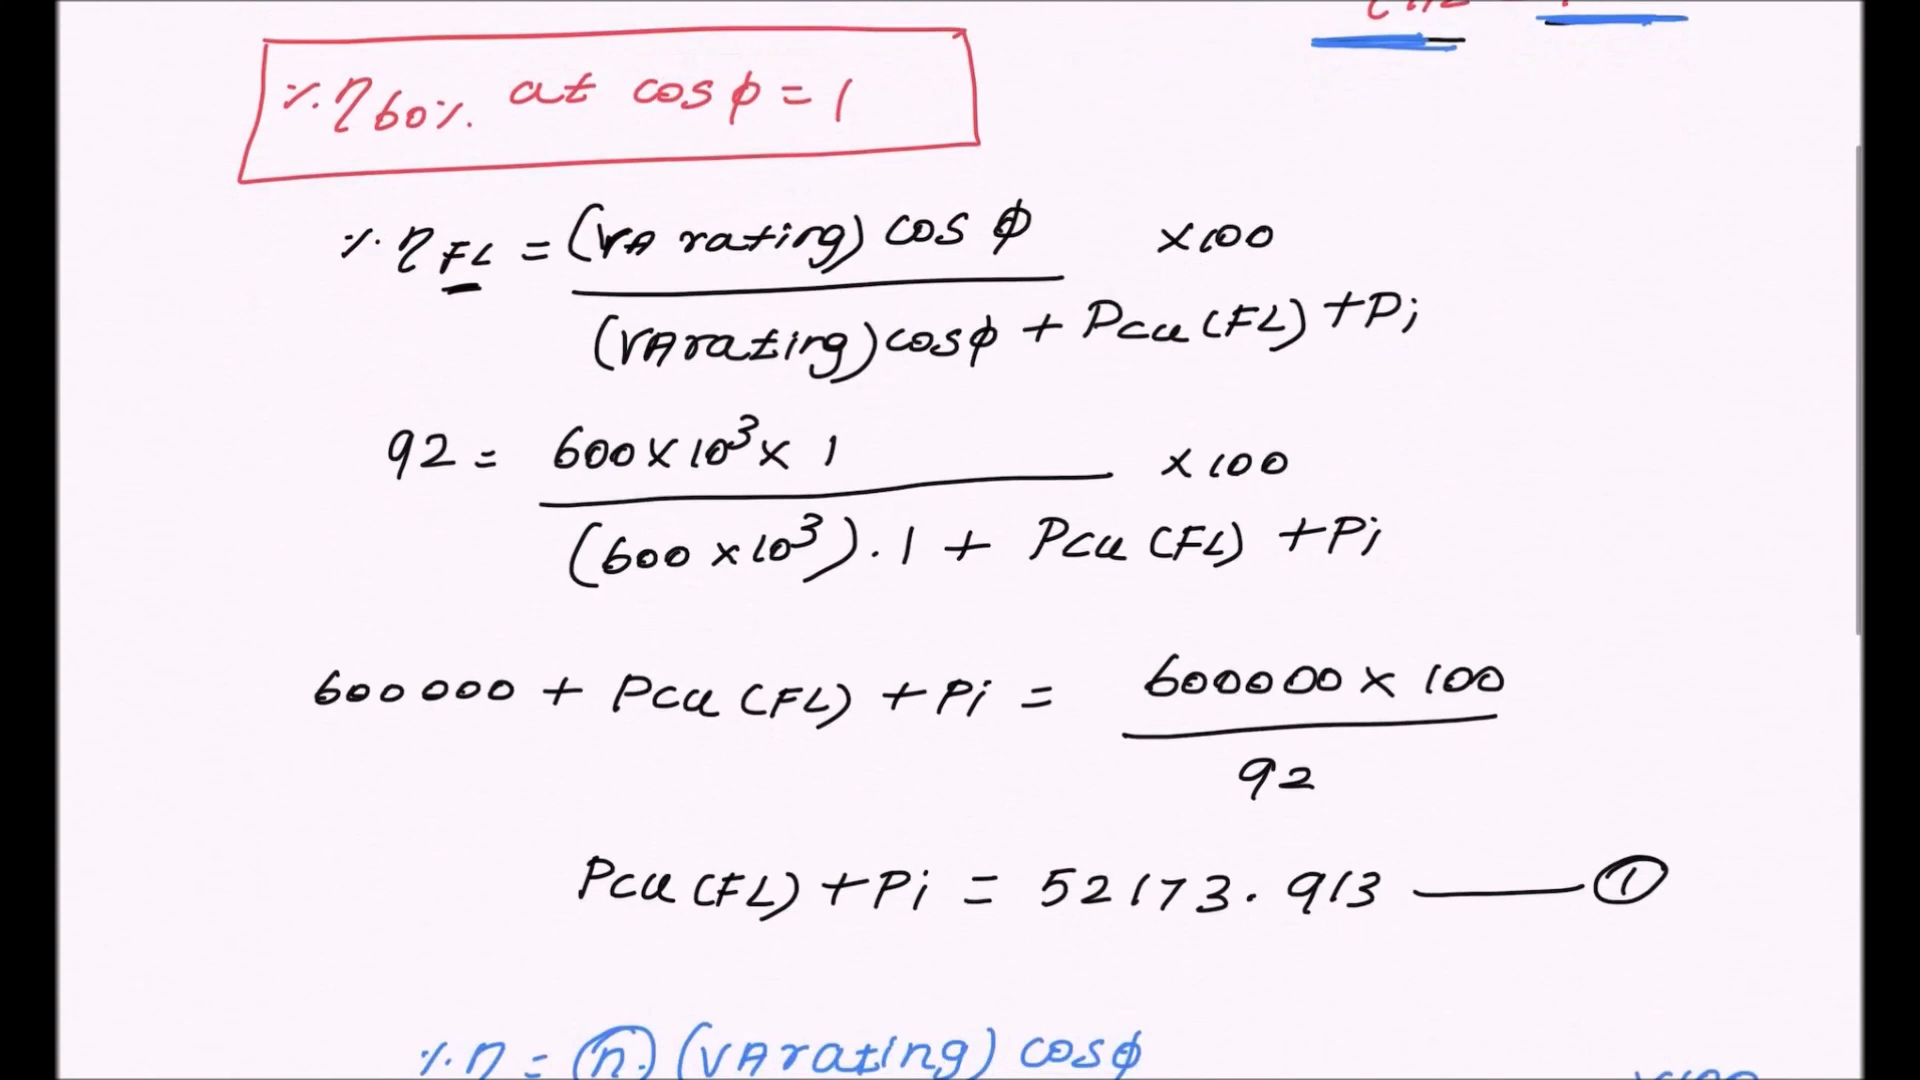 %η60% at cosφ = 1
%ηFL = (VA rating) cos φ ×100
(VA rating) cosφ + Pcu (FL) + Pi
92 = 600×10³× 1 ×100
(600 ×10³).1 + Pcu (FL) + Pi
600000 + Pcu (FL) + Pi = 600000 × 100
92
Pcu (FL) + Pi = 52173.913 — ①
%η = (n) (VA rating) cosφ